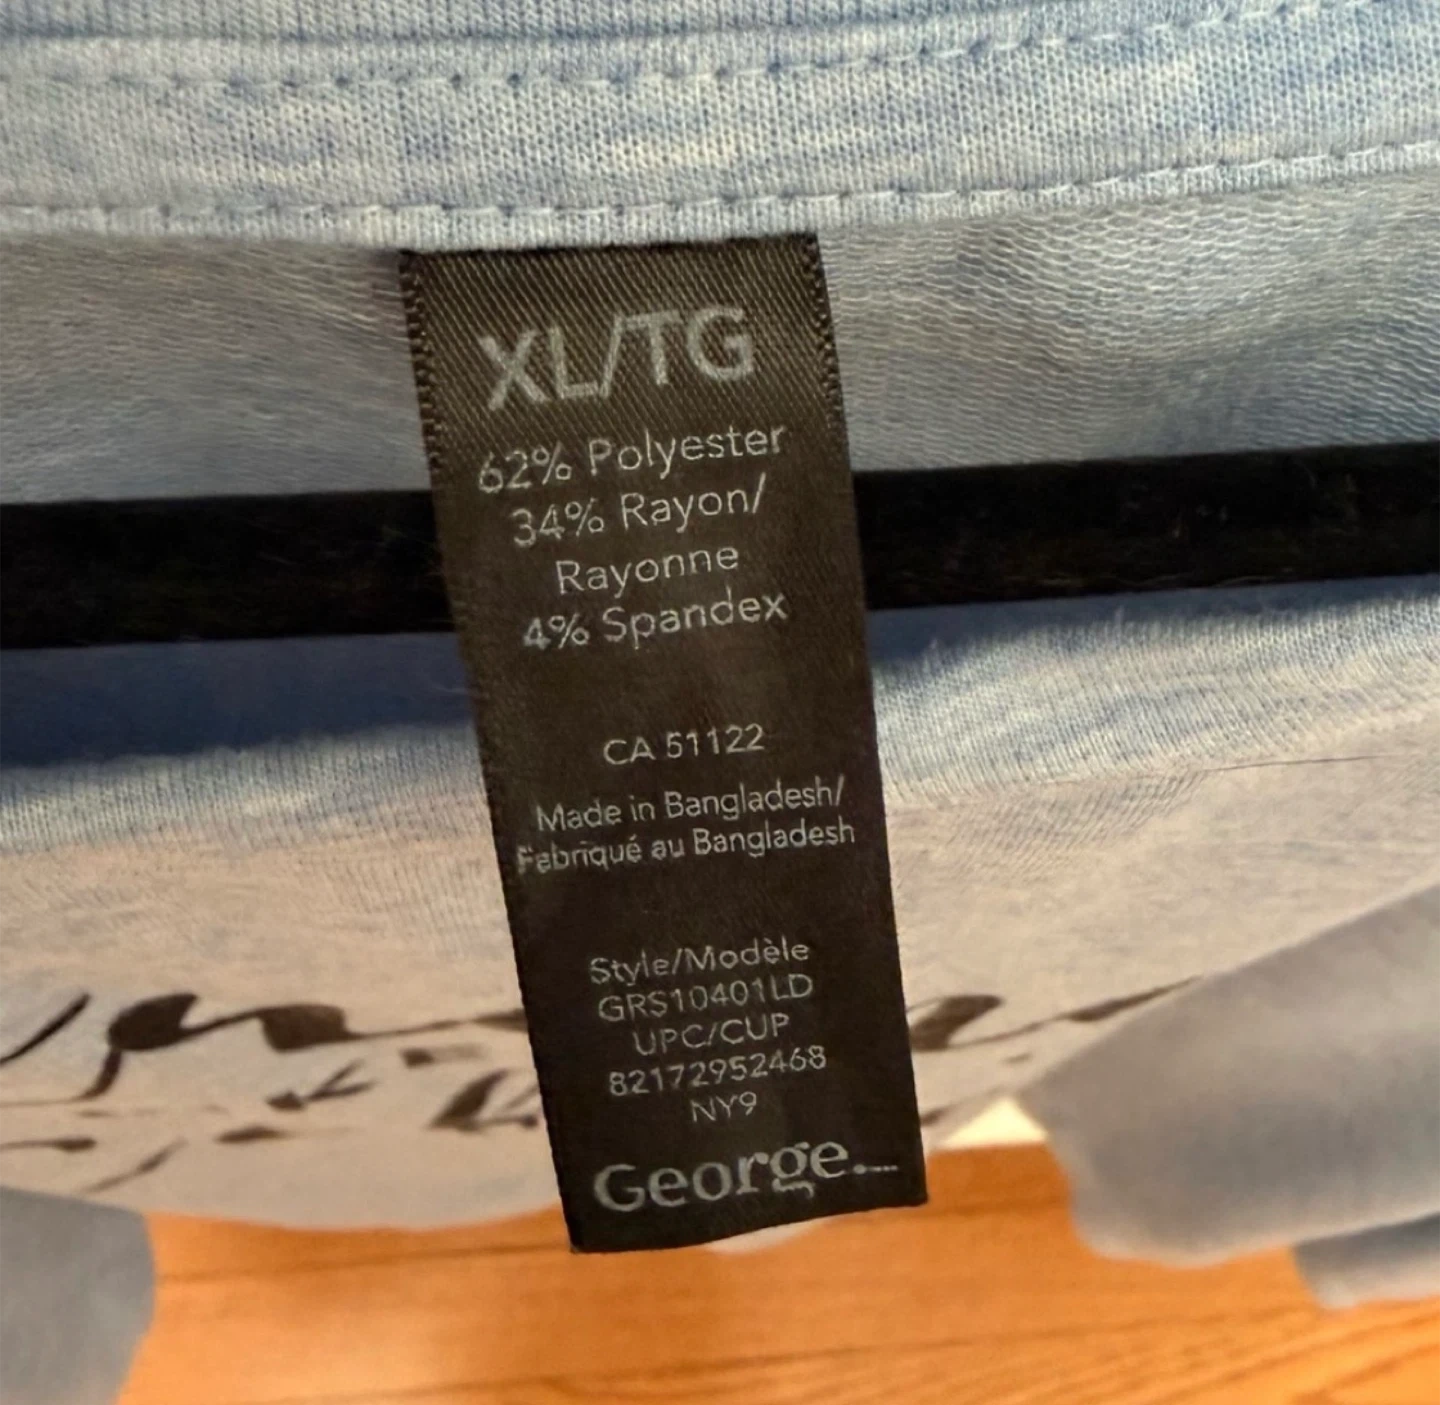 XL/TG
62% Polyester
34% Rayon/
Rayonne
4% Spandex
CA 51122
Made in Bangladesh/
Fabriqué au Bangladesh
Style/Modèle
GRS10401LD
UPC/CUP
82172952468
NY9
George.